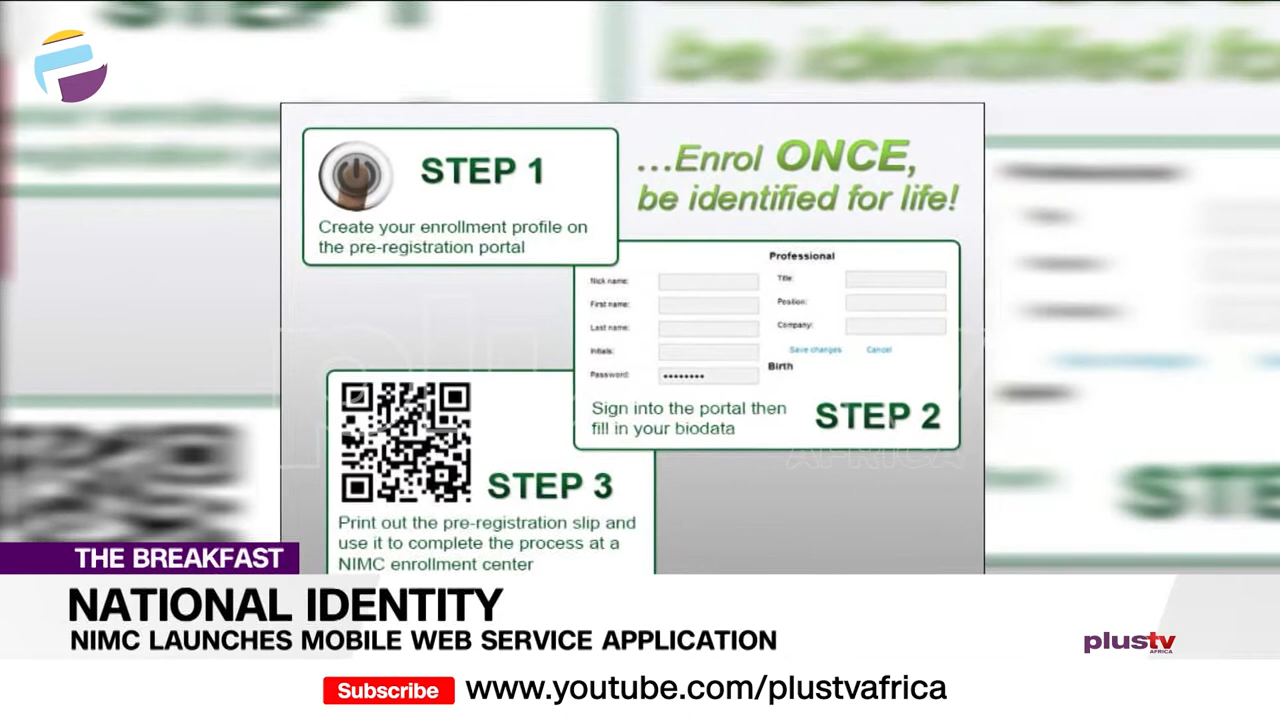 STEP 1
Create your enrollment profile on
the pre-registration portal
...Enrol ONCE,
be identified for life!
Professional
Nick name:
First name:
Last name:
Initials:
Password:
••••••••
Title:
Position:
Company:
Save changes Cancel
Birth
Sign into the portal then
fill in your biodata
STEP 2
STEP 3
Print out the pre-registration slip and
use it to complete the process at a
NIMC enrollment center
THE BREAKFAST
NATIONAL IDENTITY
NIMC LAUNCHES MOBILE WEB SERVICE APPLICATION
plustv
AFRICA
Subscribe www.youtube.com/plustvafrica